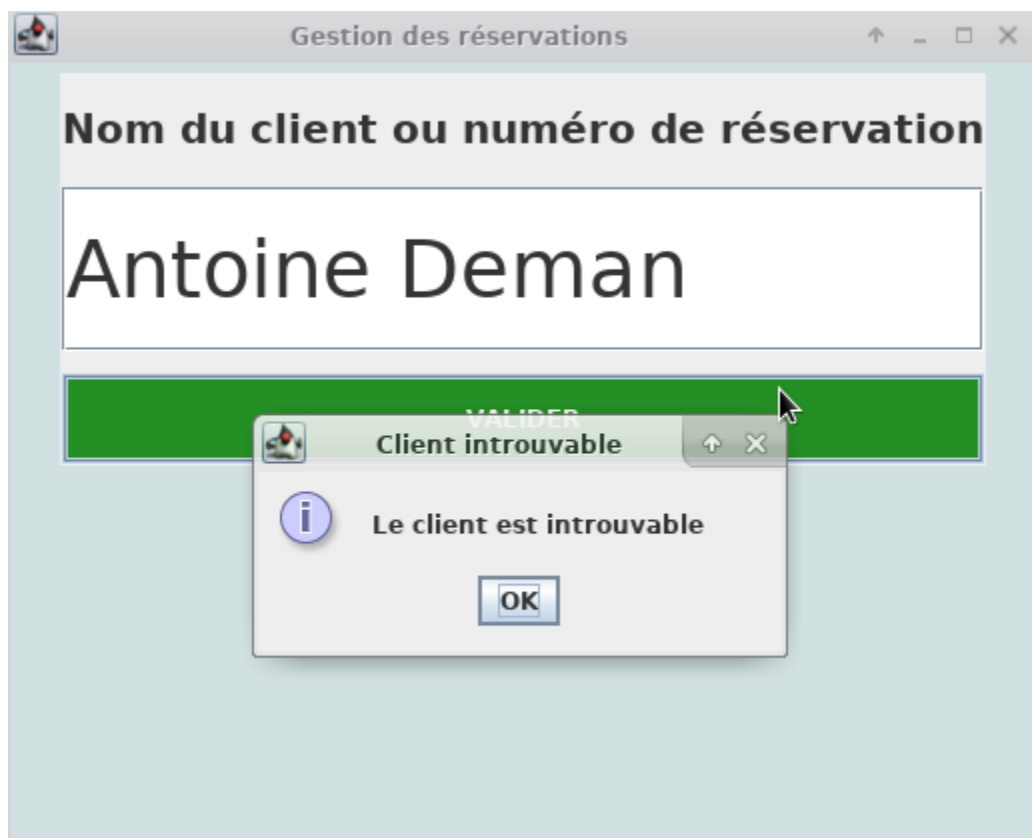 Gestion des réservations
Nom du client ou numéro de réservation
Antoine Deman
VALIDER
Client introuvable
Le client est introuvable
OK